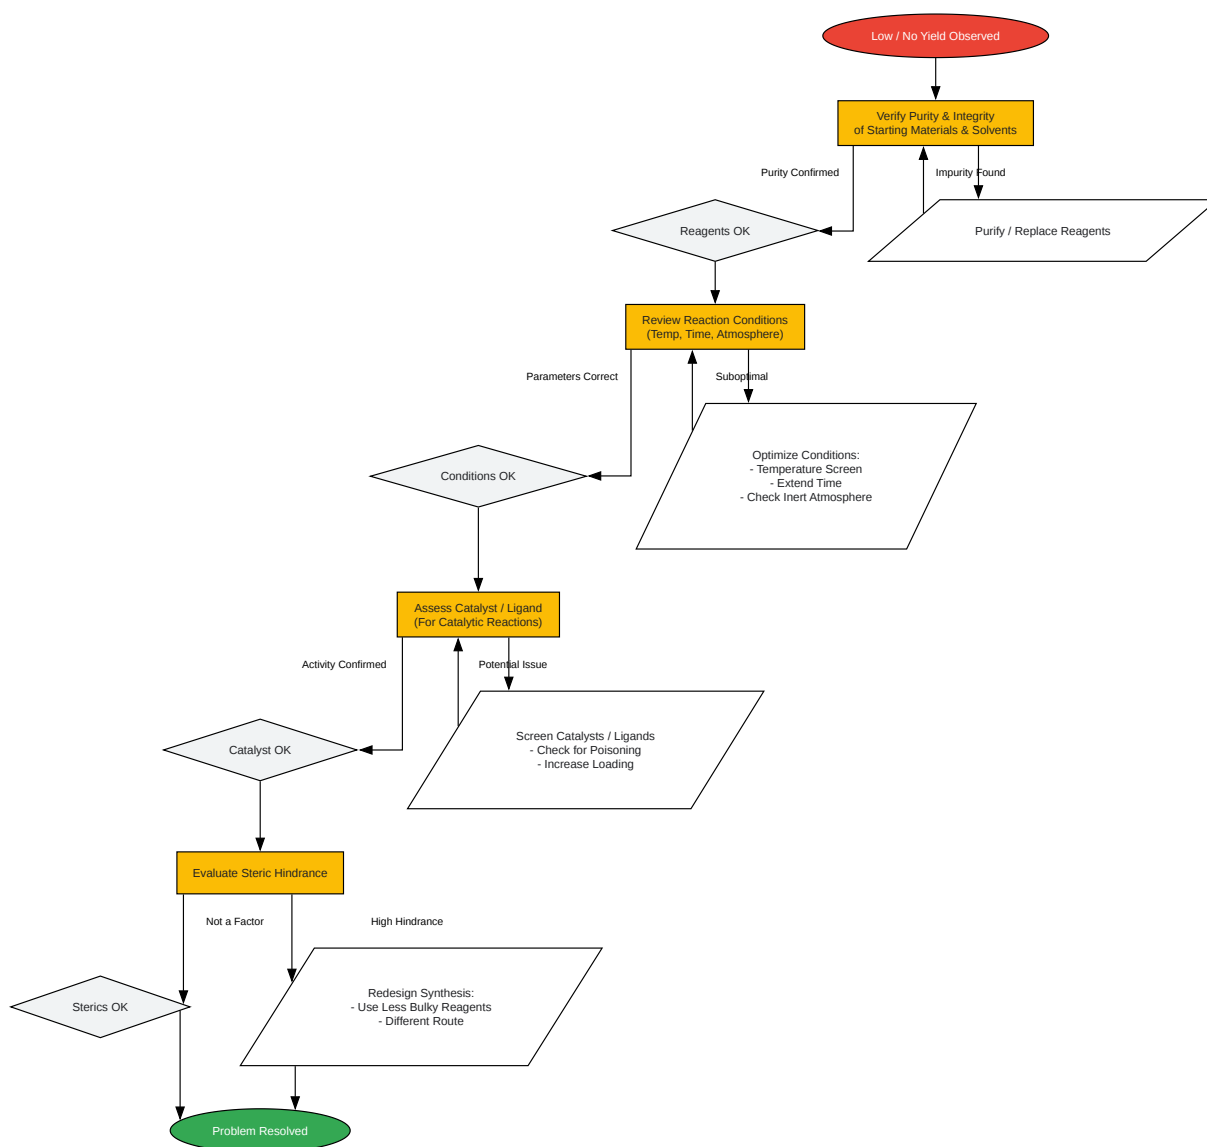 Low / No Yield Observed
Verify Purity & Integrity
of Starting Materials & Solvents
Purity Confirmed
Impurity Found
Reagents OK
Purify / Replace Reagents
Review Reaction Conditions
(Temp, Time, Atmosphere)
Parameters Correct
Suboptimal
Optimize Conditions:
- Temperature Screen
- Extend Time
- Check Inert Atmosphere
Conditions OK
Assess Catalyst / Ligand
(For Catalytic Reactions)
Activity Confirmed
Potential Issue
Screen Catalysts / Ligands
- Check for Poisoning
- Increase Loading
Catalyst OK
Evaluate Steric Hindrance
Not a Factor
High Hindrance
Redesign Synthesis:
- Use Less Bulky Reagents
- Different Route
Sterics OK
Problem Resolved